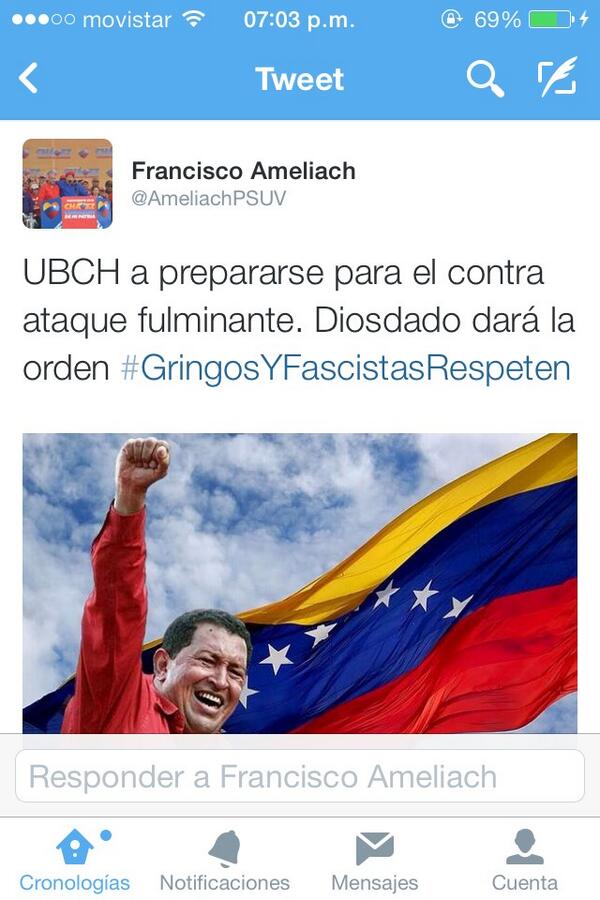 movistar 07:03 p.m. 69%
Tweet
Francisco Ameliach
@AmeliachPSUV
UBCH a prepararse para el contra
ataque fulminante. Diosdado dará la
orden #GringosYFascistasRespeten
Responder a Francisco Ameliach
Cronologías Notificaciones Mensajes Cuenta